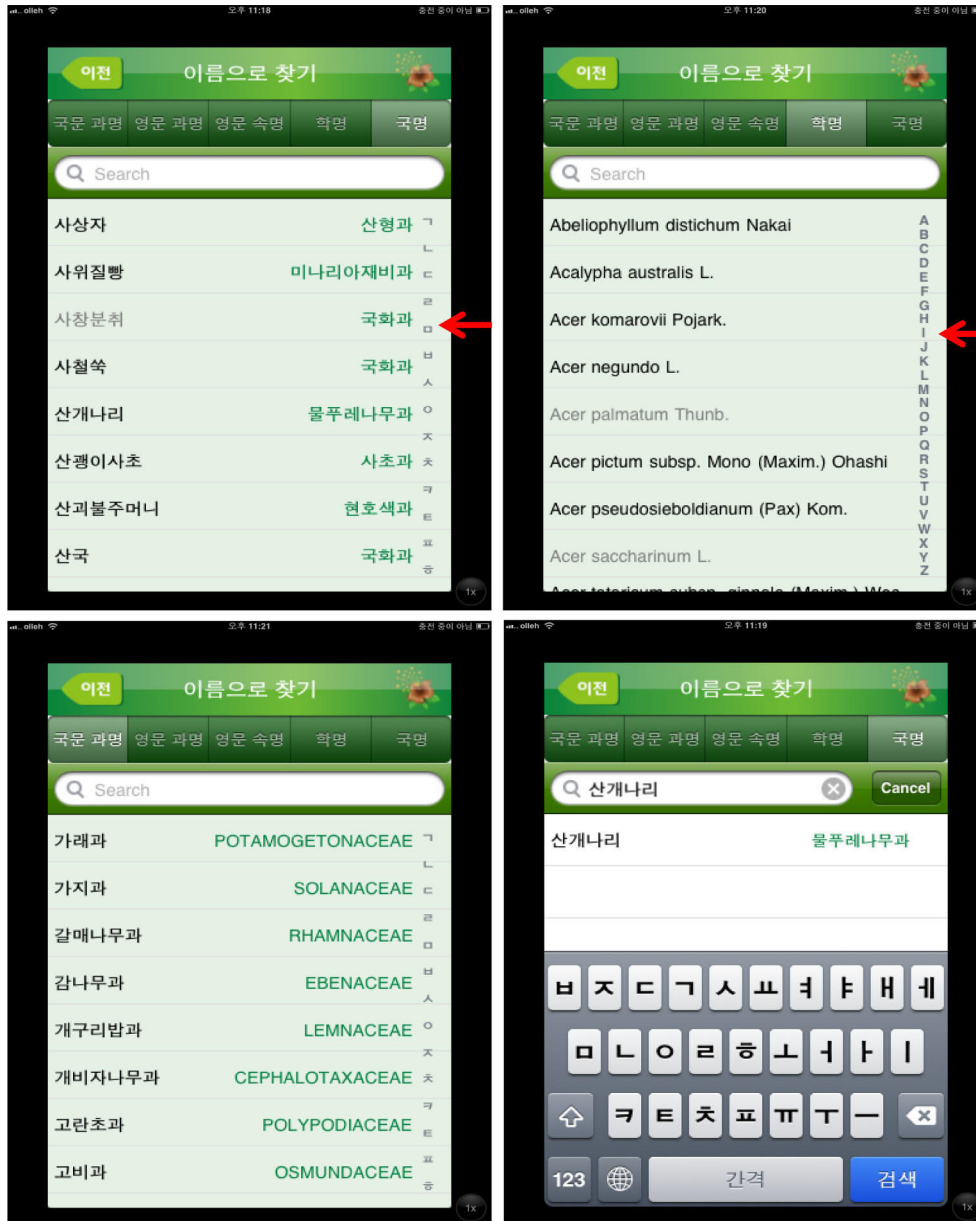 olleh 오후 11:18 충전 중이 아님
이전 이름으로 찾기
국문 과명 영문 과명 영문 속명 학명 국명
Search
사상자 산형과
사위질빵 미나리아재비과
사창분취 국화과
사철쑥 국화과
산개나리 물푸레나무과
산괭이사초 사초과
산괴불주머니 현호색과
산국 국화과
ㄱ
ㄴ
ㄷ
ㄹ
ㅁ
ㅂ
ㅅ
ㅇ
ㅈ
ㅊ
ㅋ
ㅌ
ㅍ
ㅎ
1x
olleh 오후 11:20 충전 중이 아님
이전 이름으로 찾기
국문 과명 영문 과명 영문 속명 학명 국명
Search
Abeliophyllum distichum Nakai
Acalypha australis L.
Acer komarovii Pojark.
Acer negundo L.
Acer palmatum Thunb.
Acer pictum subsp. Mono (Maxim.) Ohashi
Acer pseudosieboldianum (Pax) Kom.
Acer saccharinum L.
A
B
C
D
E
F
G
H
I
J
K
L
M
N
O
P
Q
R
S
T
U
V
W
X
Y
Z
1x
olleh 오후 11:21 충전 중이 아님
이전 이름으로 찾기
국문 과명 영문 과명 영문 속명 학명 국명
Search
가래과 POTAMOGETONACEAE
가지과 SOLANACEAE
갈매나무과 RHAMNACEAE
감나무과 EBENACEAE
개구리밥과 LEMNACEAE
개비자나무과 CEPHALOTAXACEAE
고란초과 POLYPODIACEAE
고비과 OSMUNDACEAE
ㄱ
ㄴ
ㄷ
ㄹ
ㅁ
ㅂ
ㅅ
ㅇ
ㅈ
ㅊ
ㅋ
ㅌ
ㅍ
ㅎ
1x
olleh 오후 11:19 충전 중이 아님
이전 이름으로 찾기
국문 과명 영문 과명 영문 속명 학명 국명
산개나리 Cancel
산개나리 물푸레나무과
ㅂ ㅈ ㄷ ㄱ ㅅ ㅛ ㅕ ㅑ ㅐ ㅔ
ㅁ ㄴ ㅇ ㄹ ㅎ ㅗ ㅓ ㅏ ㅣ
ㅋ ㅌ ㅊ ㅍ ㅠ ㅜ ㅡ
123 간격 검색
1x